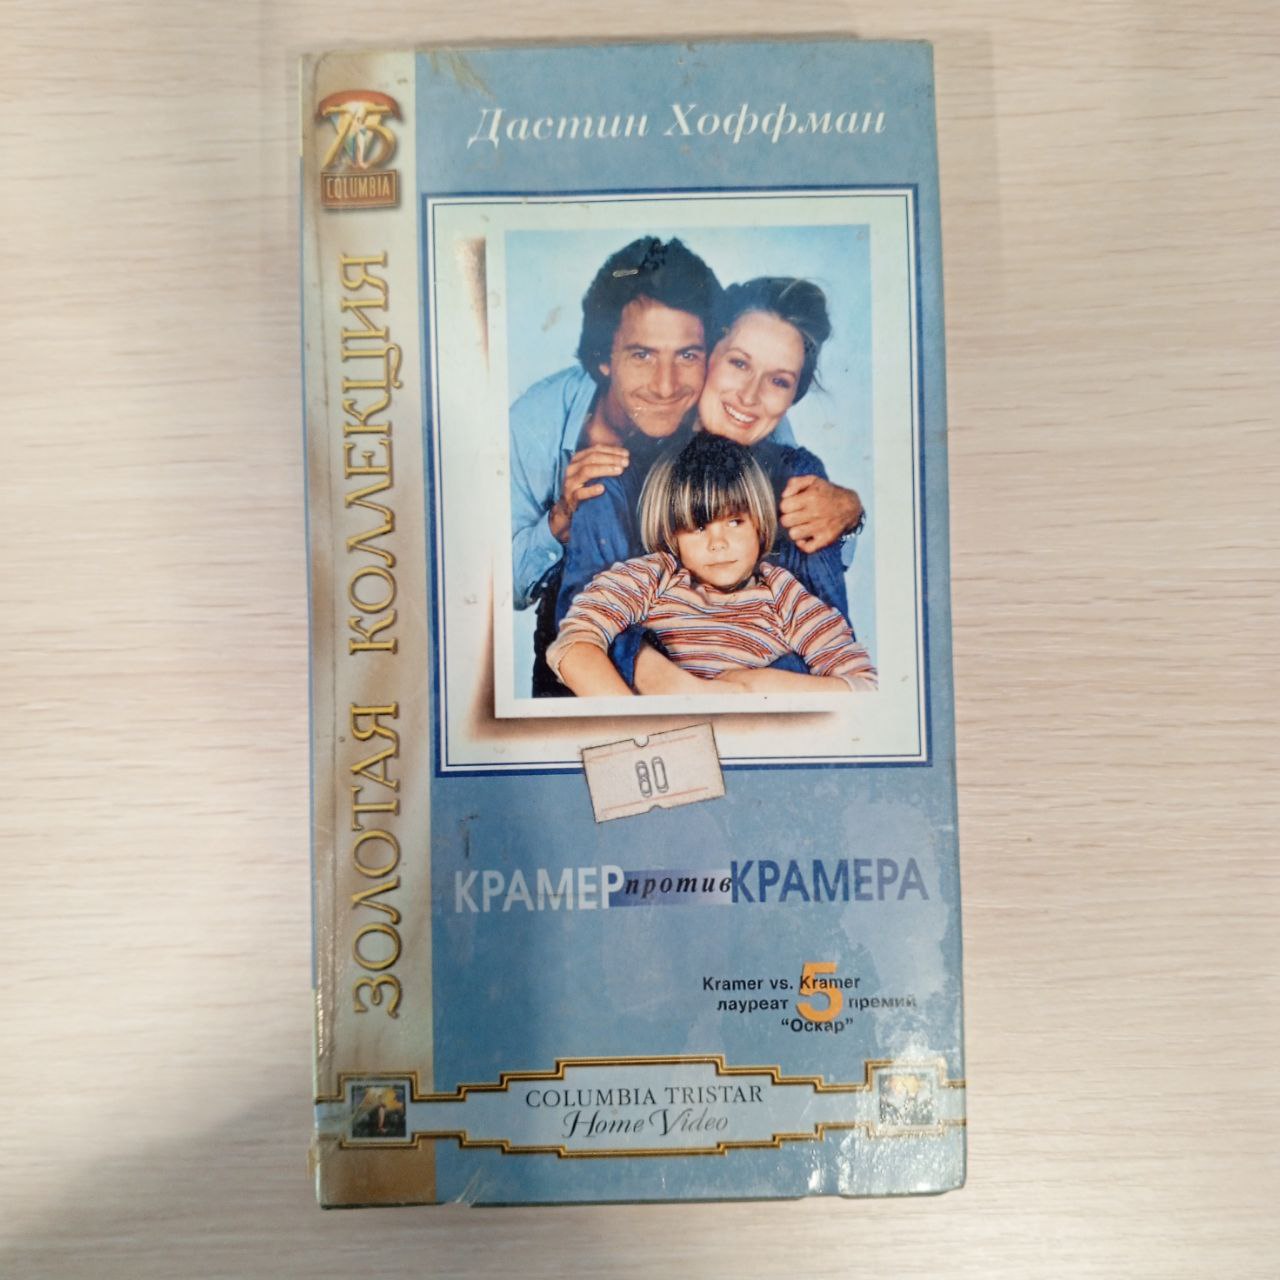 Дастин Хоффман
75
COLUMBIA
ЗОЛОТАЯ КОЛЛЕКЦИЯ
80
КРАМЕР против КРАМЕРА
Kramer vs. Kramer
лауреат 5 премий
“Оскар”
COLUMBIA TRISTAR
Home Video